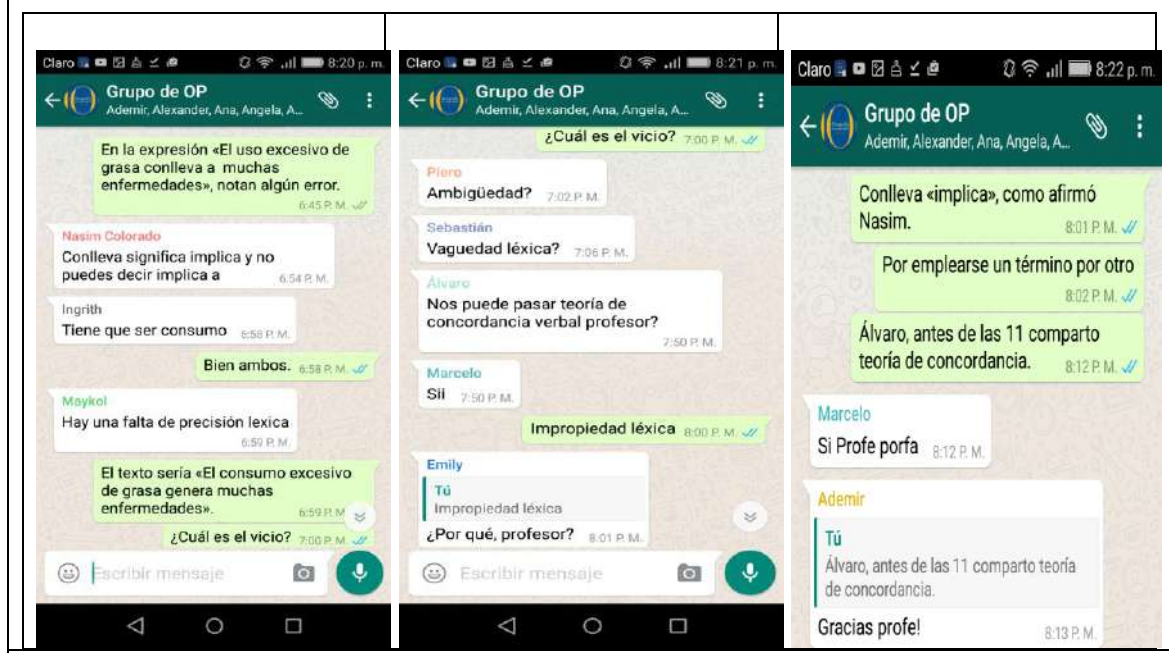 Claro 8:20 p. m.
Grupo de OP
Ademir, Alexander, Ana, Angela, A...
En la expresión «El uso excesivo de
grasa conlleva a muchas
enfermedades», notan algún error.
6:45 P. M.
Nasim Colorado
Conlleva significa implica y no
puedes decir implica a
6:54 P. M.
Ingrith
Tiene que ser consumo 6:58 P. M.
Bien ambos. 6:58 P. M.
Maykol
Hay una falta de precisión lexica
6:59 P. M.
El texto sería «El consumo excesivo
de grasa genera muchas
enfermedades». 6:59 P. M
¿Cuál es el vicio? 7:00 P. M.
Escribir mensaje
Claro 8:21 p. m.
Grupo de OP
Ademir, Alexander, Ana, Angela, A...
¿Cuál es el vicio? 7:00 P. M.
Piero
Ambigüedad? 7:02 P. M.
Sebastián
Vaguedad léxica? 7:06 P. M.
Álvaro
Nos puede pasar teoría de
concordancia verbal profesor?
7:50 P. M.
Marcelo
Sii 7:50 P. M.
Impropiedad léxica 8:00 P. M.
Emily
Tú
Impropiedad léxica
¿Por qué, profesor? 8:01 P. M.
Escribir mensaje
Claro 8:22 p. m.
Grupo de OP
Ademir, Alexander, Ana, Angela, A...
Conlleva «implica», como afirmó
Nasim. 8:01 P. M.
Por emplearse un término por otro
8:02 P. M.
Álvaro, antes de las 11 comparto
teoría de concordancia. 8:12 P. M.
Marcelo
Si Profe porfa 8:12 P. M.
Ademir
Tú
Álvaro, antes de las 11 comparto teoría
de concordancia.
Gracias profe! 8:13 P. M.